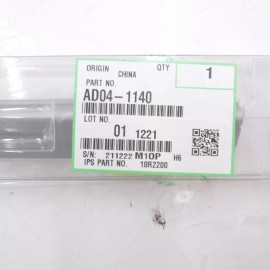 ORIGIN CHINA QTY 1
PART NO.
AD04-1140
LOT NO.
01 1221
S/N: 211222 M10P H6
IPS PART NO. 10R2200